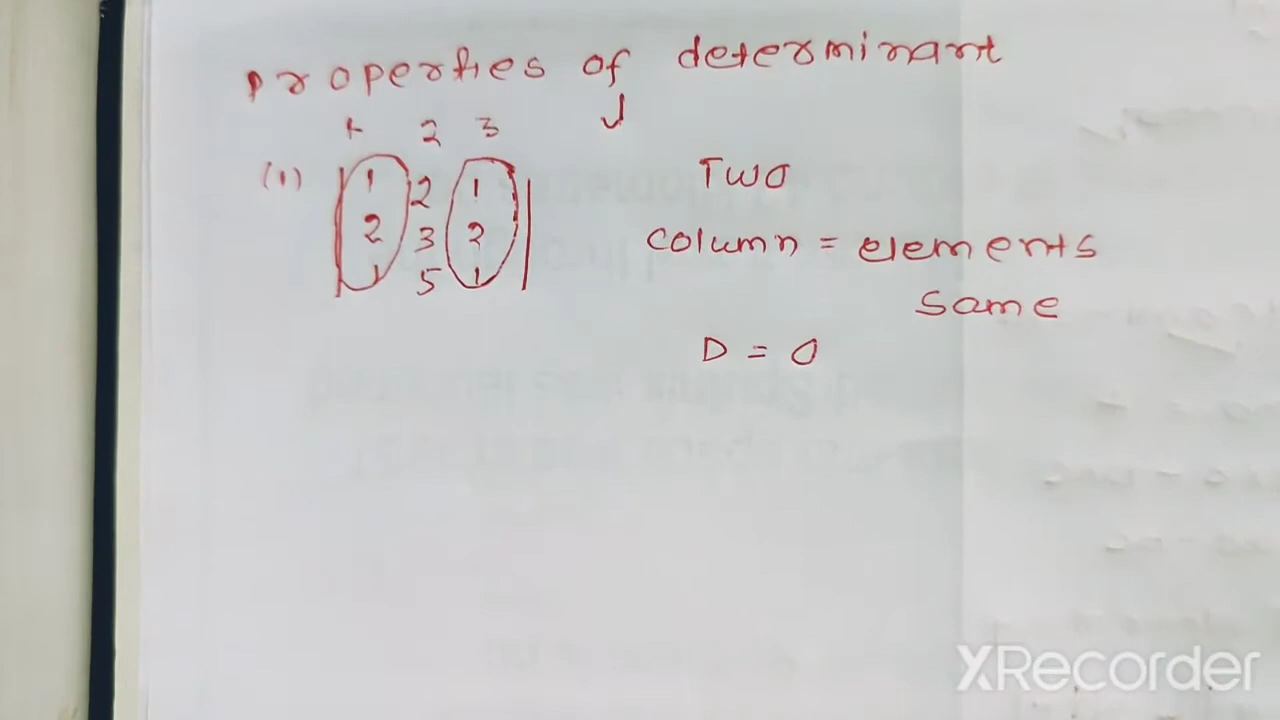 properties of determinant
1 2 3
(1) | 1 2 1 | Two
2 3 2 column = elements
1 5 1 same
D = 0
XRecorder